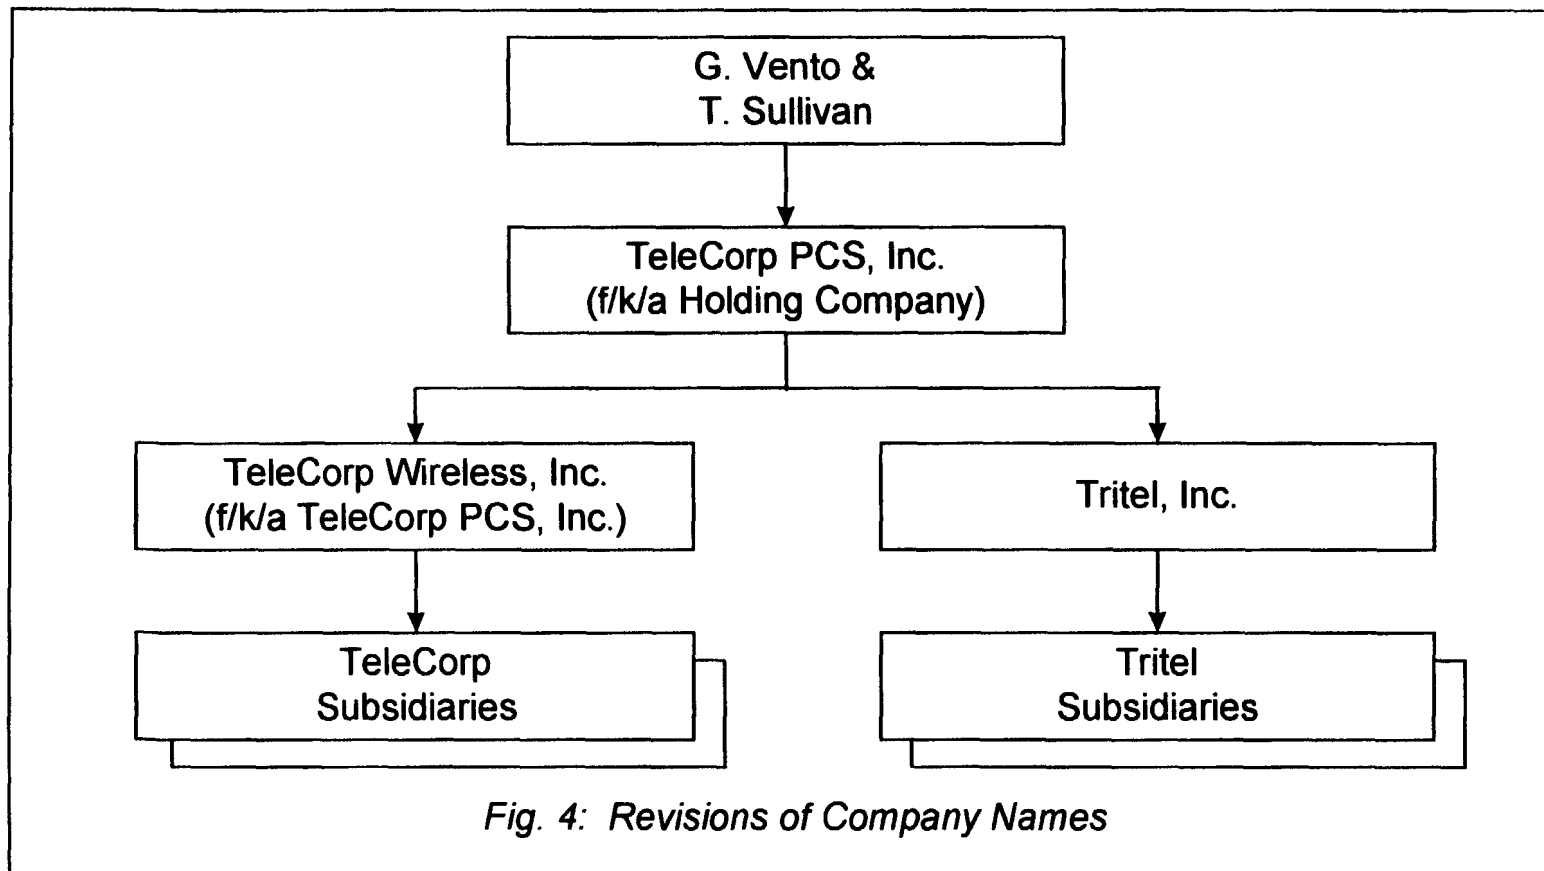 G. Vento &
T. Sullivan
TeleCorp PCS, Inc.
(f/k/a Holding Company)
TeleCorp Wireless, Inc.
(f/k/a TeleCorp PCS, Inc.)
Tritel, Inc.
TeleCorp
Subsidiaries
Tritel
Subsidiaries
Fig. 4: Revisions of Company Names